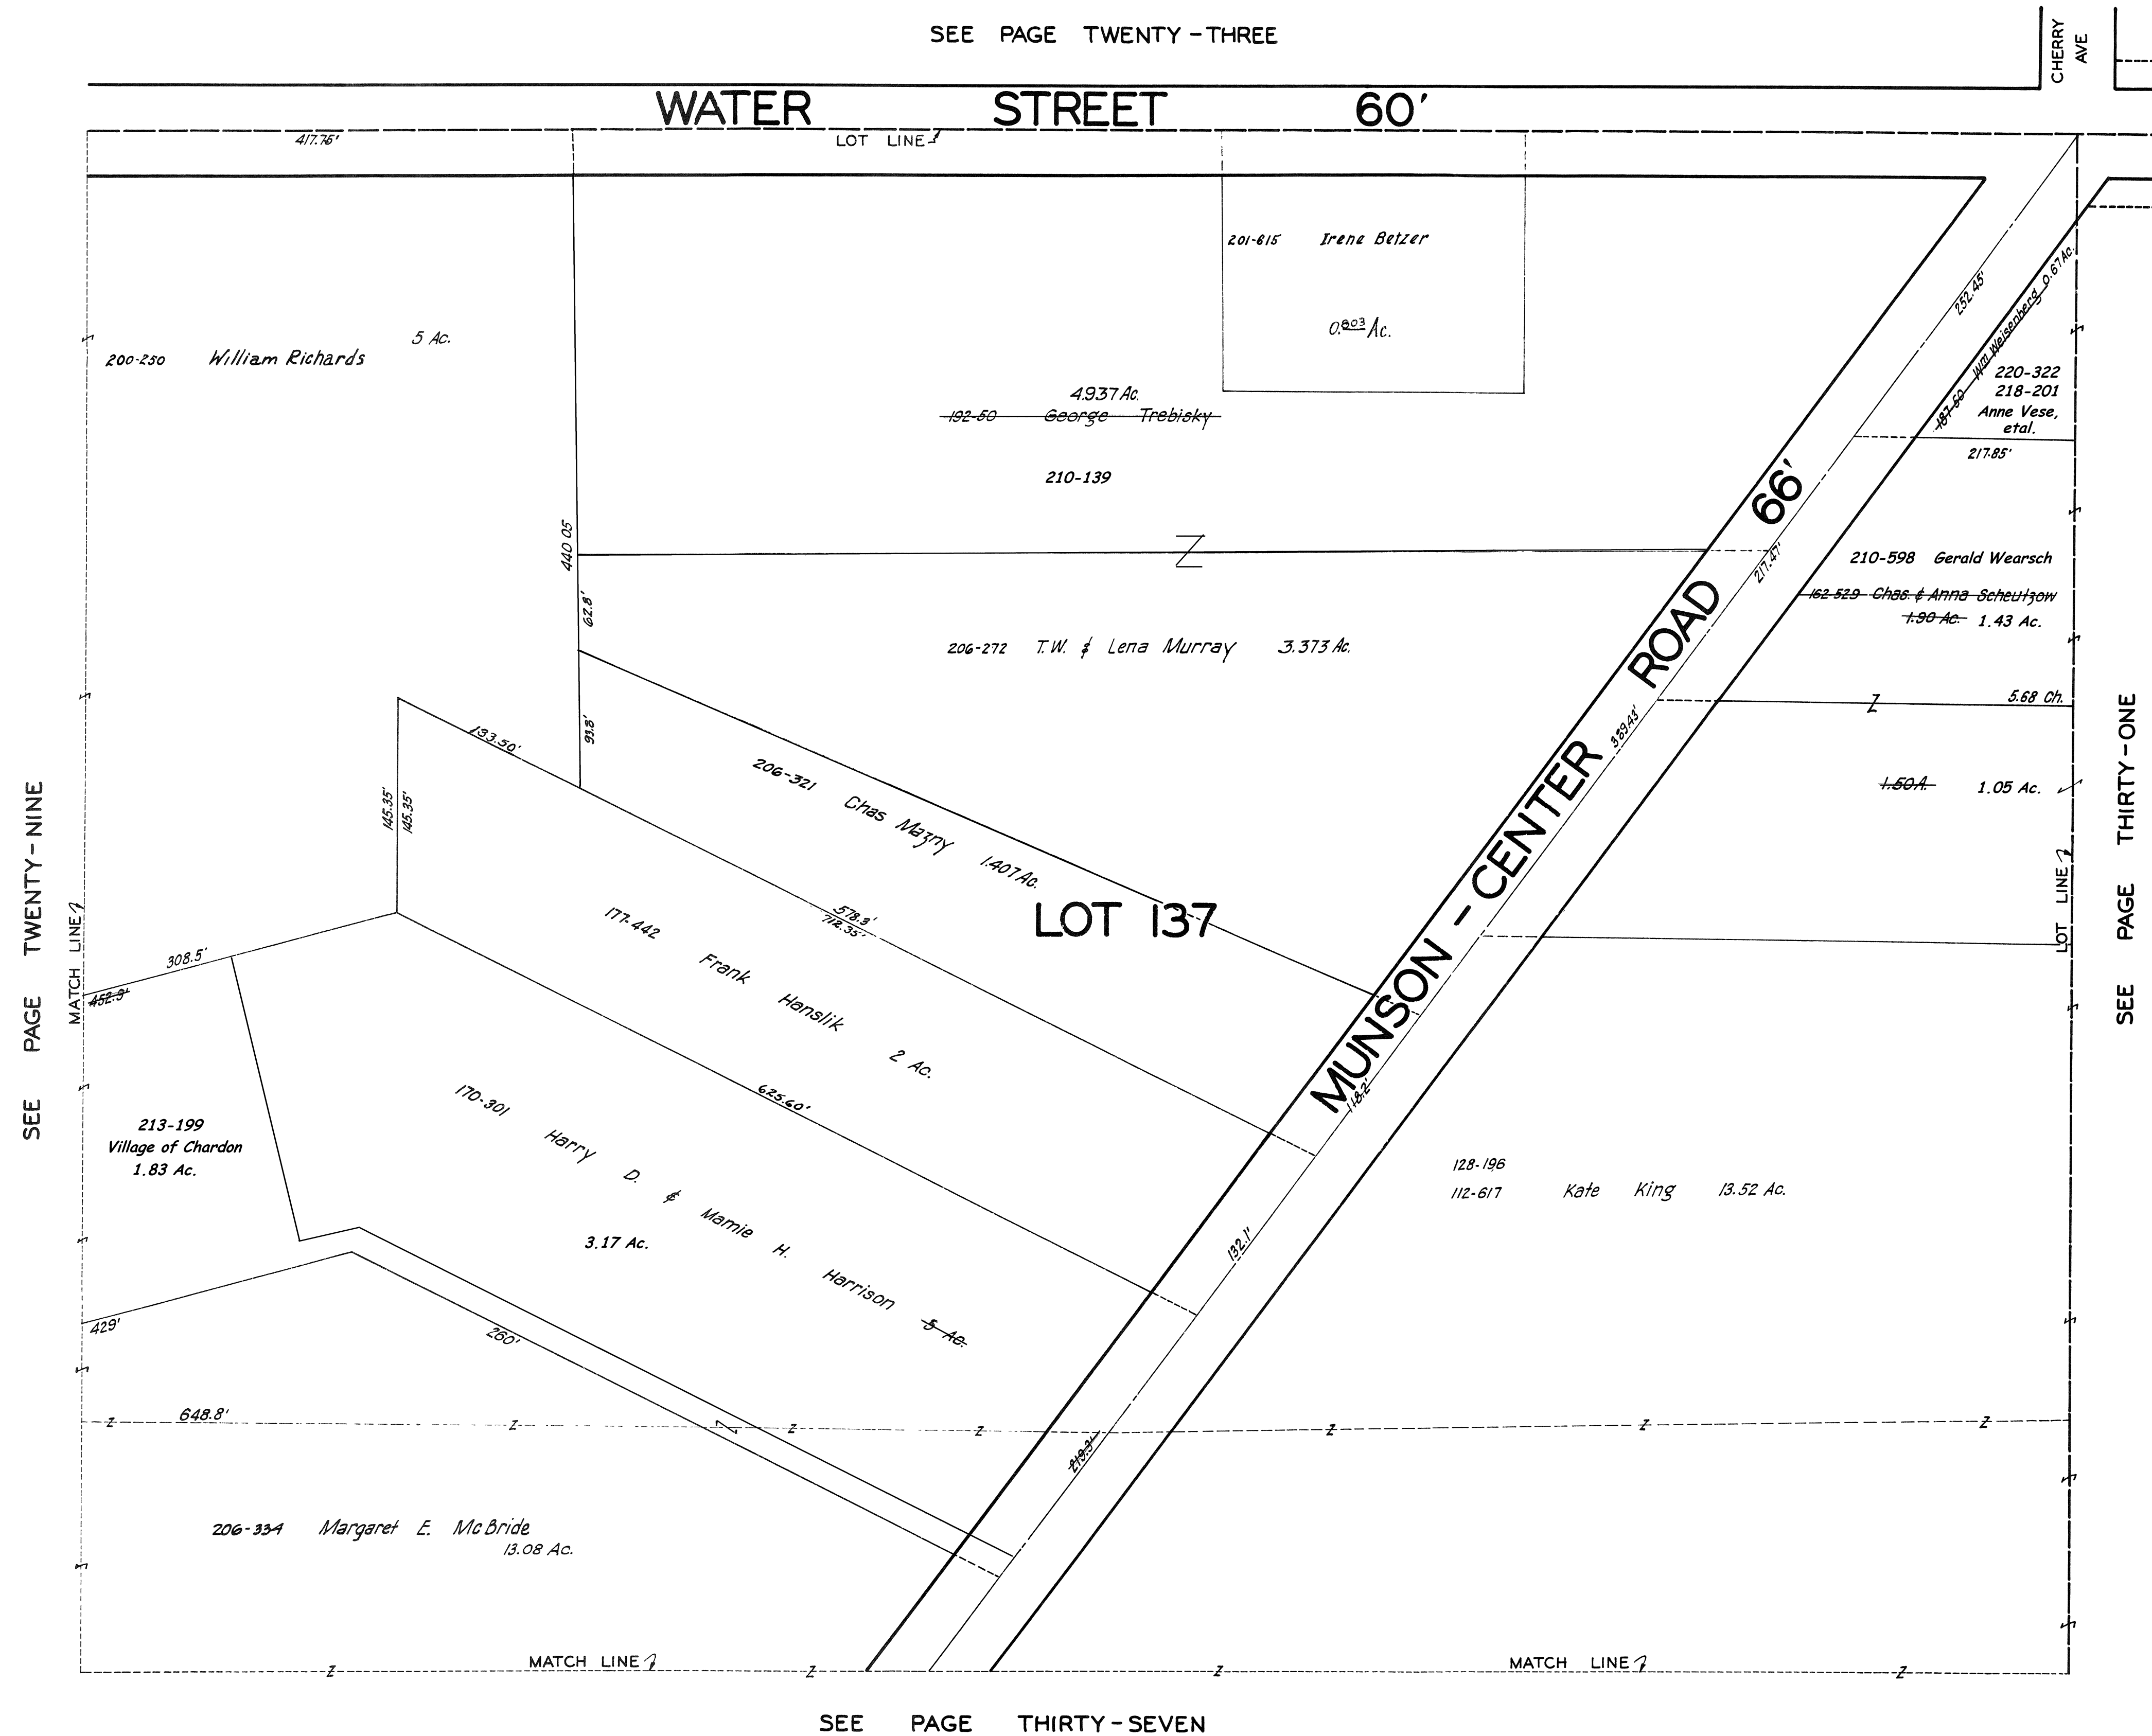 SEE PAGE TWENTY-THREE
CHERRY AVE
WATER STREET 60'
417.75'
LOT LINE
201-615 Irene Betzer
0.803 Ac.
200-250 William Richards 5 Ac.
4.937 Ac.
192-50 George Trebisky
210-139
252.45'
187-50 Wm Weisenberg 0.67 Ac.
220-322
218-201
Anne Vese,
etal.
217.85'
440 05
62.8'
93.8'
206-272 T.W. & Lena Murray 3.373 Ac.
217.47'
210-598 Gerald Wearsch
162-529 Chas. & Anna Scheutzow
1.90 Ac. 1.43 Ac.
5.68 Ch.
389.43'
1.50 A. 1.05 Ac.
MUNSON - CENTER ROAD 66'
133.50'
145.35'
145.35'
206-321 Chas Mazny 1.407 Ac.
LOT 137
578.3'
712.35'
177-442 Frank Hanslik 2 Ac.
308.5'
452.9'
MATCH LINE
LOT LINE
SEE PAGE TWENTY-NINE
SEE PAGE THIRTY-ONE
625.60'
118.2'
170-301 Harry D. & Mamie H. Harrison 5 Ac.
3.17 Ac.
213-199
Village of Chardon
1.83 Ac.
128-196
112-617 Kate King 13.52 Ac.
132.1'
429'
260'
648.8'
219.3'
206-334 Margaret E. McBride
13.08 Ac.
MATCH LINE
MATCH LINE
SEE PAGE THIRTY-SEVEN